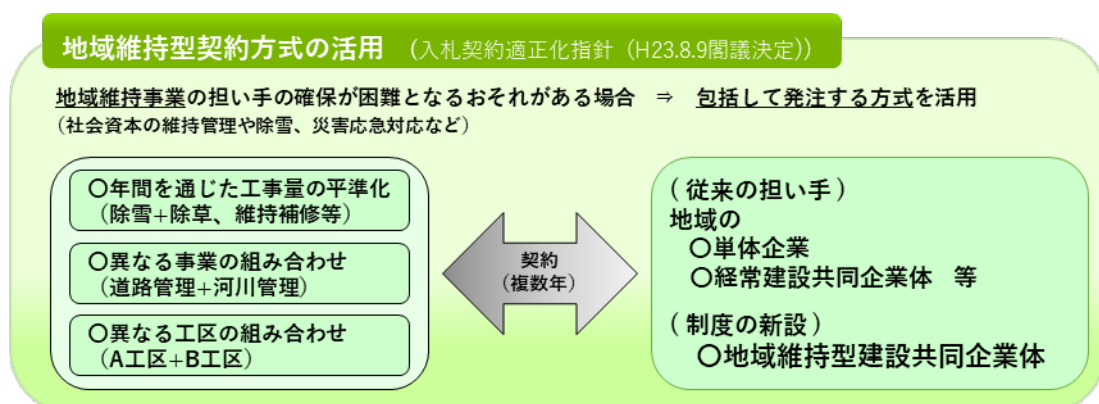 地域維持型契約方式の活用 (入札契約適正化指針(H23.8.9閣議決定))
地域維持事業の担い手の確保が困難となるおそれがある場合 ⇒ 包括して発注する方式を活用
(社会資本の維持管理や除雪、災害応急対応など)
〇年間を通じた工事量の平準化
(除雪+除草、維持補修等)
〇異なる事業の組み合わせ
(道路管理+河川管理)
〇異なる工区の組み合わせ
(A工区+B工区)
契約
(複数年)
(従来の担い手)
地域の
〇単体企業
〇経常建設共同企業体 等
(制度の新設)
〇地域維持型建設共同企業体